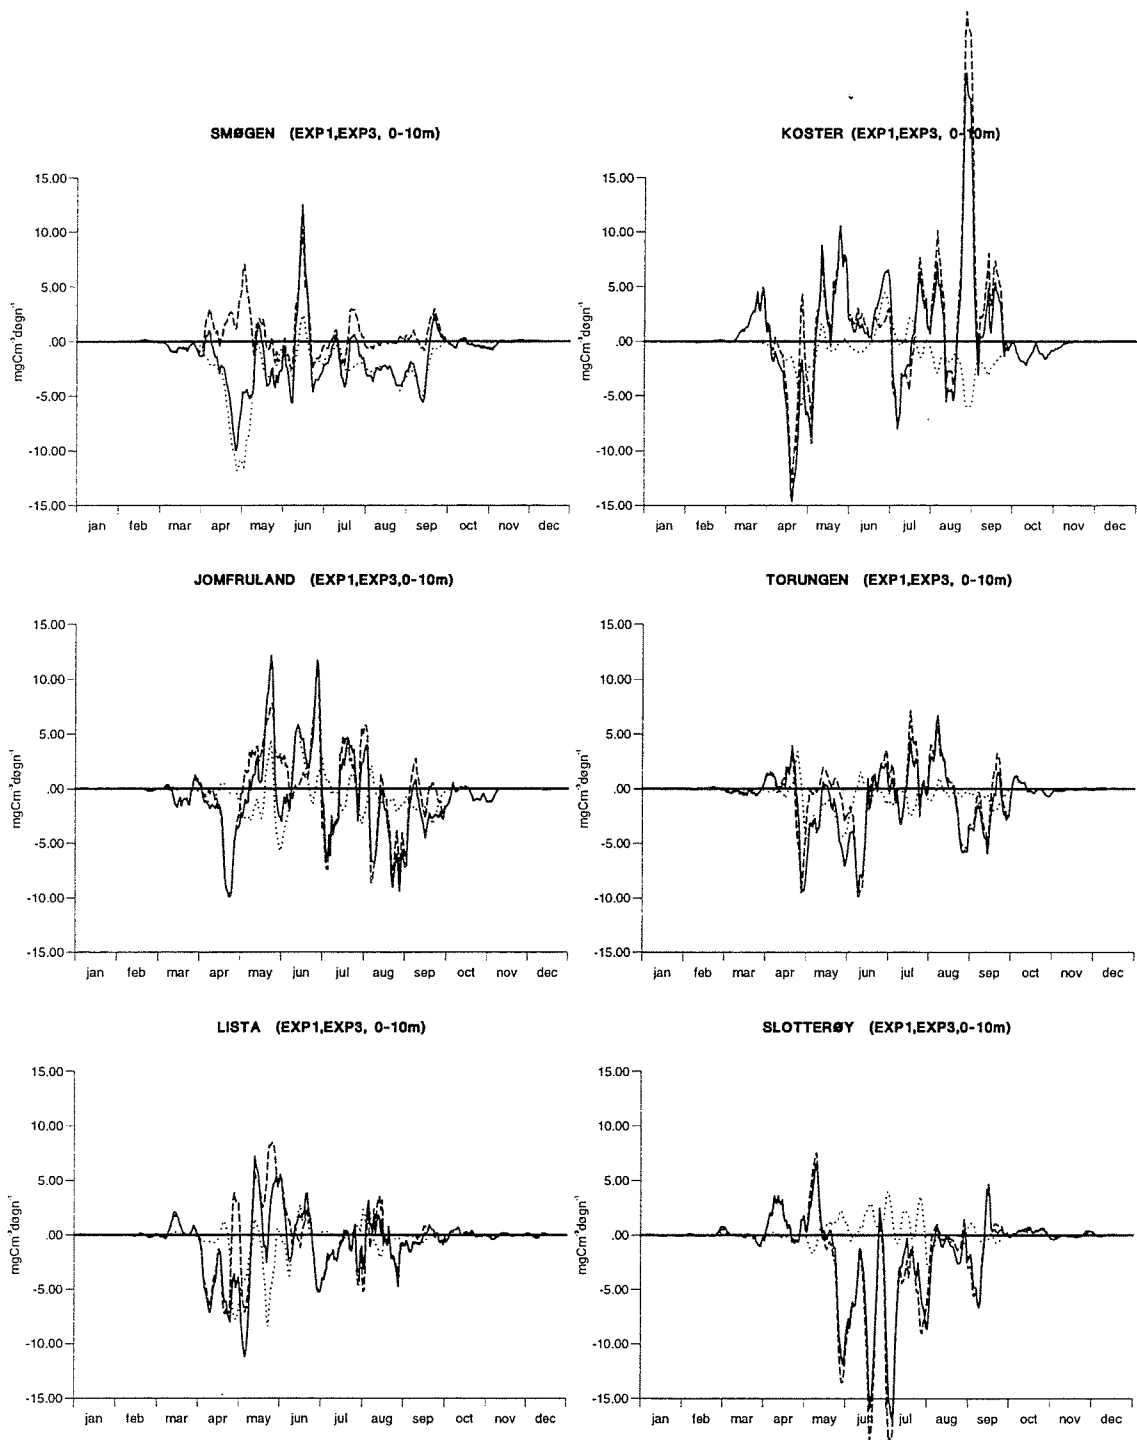 SMØGEN (EXP1,EXP3, 0-10m)
KOSTER (EXP1,EXP3, 0-10m)
15.00
10.00
5.00
.00
-5.00
-10.00
-15.00
mgCm⁻³døgn⁻¹
jan feb mar apr may jun jul aug sep oct nov dec
15.00
10.00
5.00
.00
-5.00
-10.00
-15.00
mgCm⁻³døgn⁻¹
jan feb mar apr may jun jul aug sep oct nov dec
JOMFRULAND (EXP1,EXP3,0-10m)
TORUNGEN (EXP1,EXP3, 0-10m)
15.00
10.00
5.00
.00
-5.00
-10.00
-15.00
mgCm⁻³døgn⁻¹
jan feb mar apr may jun jul aug sep oct nov dec
15.00
10.00
5.00
.00
-5.00
-10.00
-15.00
mgCm⁻³døgn⁻¹
jan feb mar apr may jun jul aug sep oct nov dec
LISTA (EXP1,EXP3, 0-10m)
SLOTTERØY (EXP1,EXP3,0-10m)
15.00
10.00
5.00
.00
-5.00
-10.00
-15.00
mgCm⁻³døgn⁻¹
jan feb mar apr may jun jul aug sep oct nov dec
15.00
10.00
5.00
.00
-5.00
-10.00
-15.00
mgCm⁻³døgn⁻¹
jan feb mar apr may jun jul aug sep oct nov dec